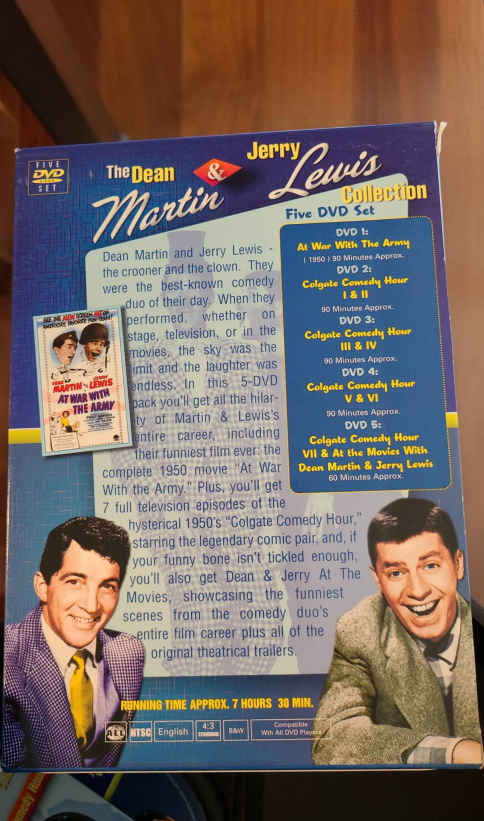 FIVE
DVD
SET
The Dean
&
Jerry
Martin
Lewis
Collection
Five DVD Set
Dean Martin and Jerry Lewis -
the crooner and the clown. They
were the best-known comedy
duo of their day. When they
performed, whether on
stage, television, or in the
movies, the sky was the
limit and the laughter was
endless. In this 5-DVD
pack you'll get all the hilar-
ity of Martin & Lewis's
entire career, including
their funniest film ever the
complete 1950 movie "At War
With the Army." Plus, you'll get
7 full television episodes of the
hysterical 1950's "Colgate Comedy Hour,"
starring the legendary comic pair, and, if
your funny bone isn't tickled enough,
you'll also get Dean & Jerry At The
Movies, showcasing the funniest
scenes from the comedy duo's
entire film career plus all of the
original theatrical trailers.
DVD 1:
At War With The Army
( 1950 ) 90 Minutes Approx.
DVD 2:
Colgate Comedy Hour
I & II
90 Minutes Approx.
DVD 3:
Colgate Comedy Hour
III & IV
90 Minutes Approx.
DVD 4:
Colgate Comedy Hour
V & VI
90 Minutes Approx.
DVD 5:
Colgate Comedy Hour
VII & At the Movies With
Dean Martin & Jerry Lewis
60 Minutes Approx.
MARTIN LEWIS
AT WAR WITH
THE ARMY
RUNNING TIME APPROX. 7 HOURS 30 MIN.
ALL
NTSC
English
4:3
B&W
Compatible
With All DVD Players